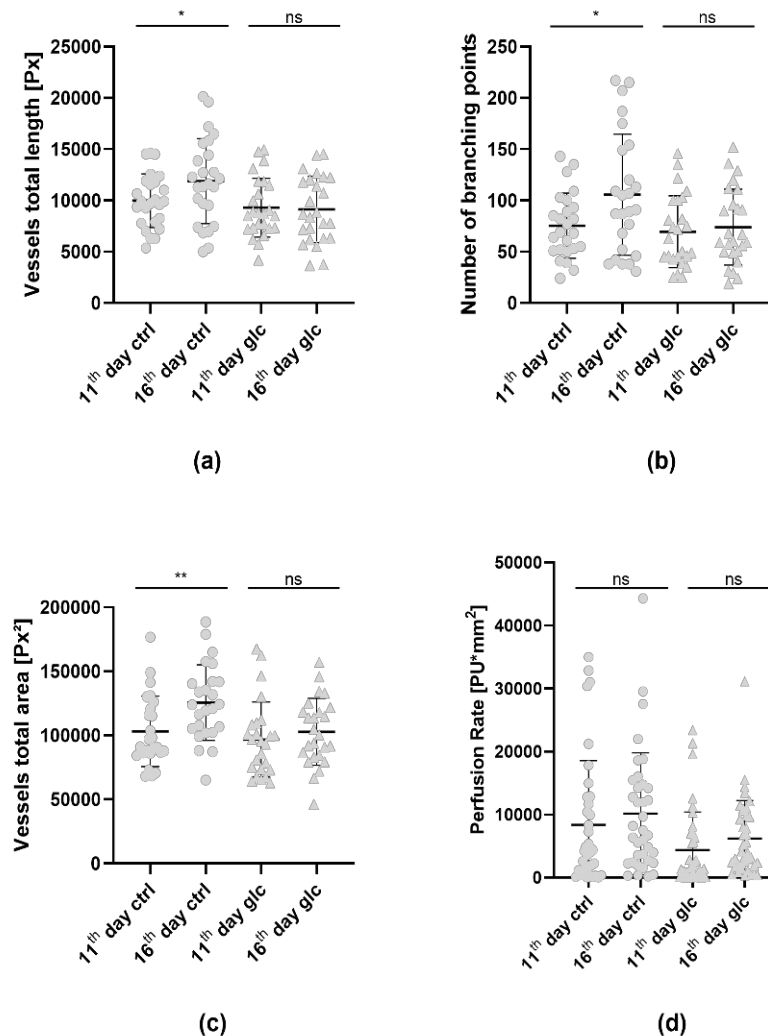 * ns
Vessels total length [Px]
25000
20000
15000
10000
5000
0
11th day ctrl
16th day ctrl
11th day glc
16th day glc
(a)
* ns
Number of branching points
250
200
150
100
50
0
11th day ctrl
16th day ctrl
11th day glc
16th day glc
(b)
** ns
Vessels total area [Px²]
200000
150000
100000
50000
0
11th day ctrl
16th day ctrl
11th day glc
16th day glc
(c)
ns ns
Perfusion Rate [PU*mm²]
50000
40000
30000
20000
10000
0
11th day ctrl
16th day ctrl
11th day glc
16th day glc
(d)